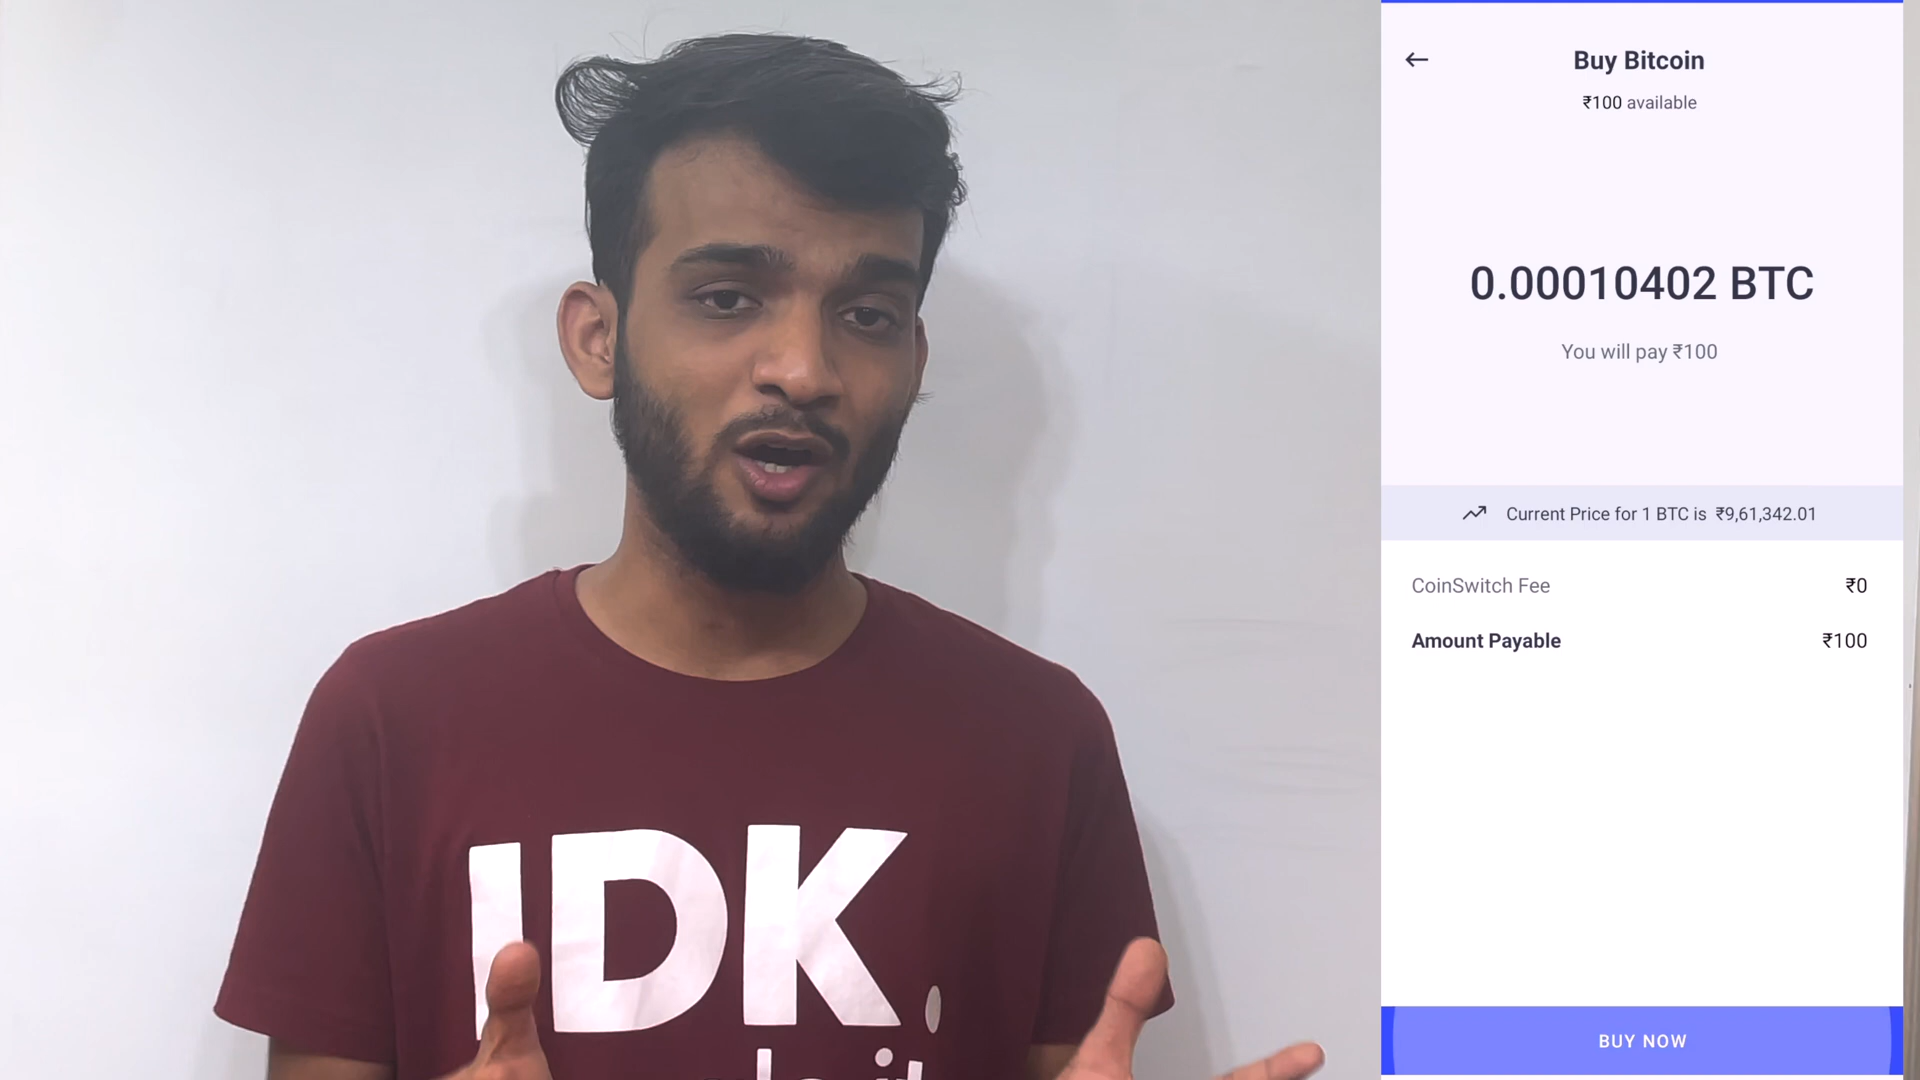 IDK.
Buy Bitcoin
₹100 available
0.00010402 BTC
You will pay ₹100
Current Price for 1 BTC is ₹9,61,342.01
CoinSwitch Fee ₹0
Amount Payable ₹100
BUY NOW